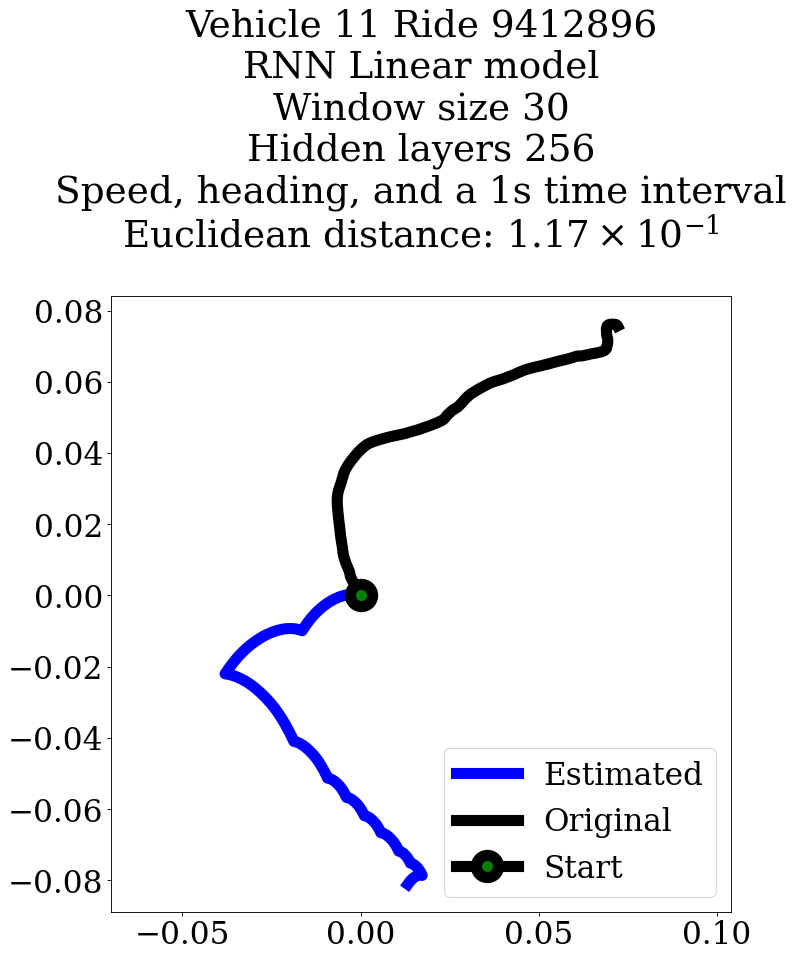 Vehicle 11 Ride 9412896
RNN Linear model
Window size 30
Hidden layers 256
Speed, heading, and a 1s time interval
Euclidean distance: 1.17 × 10⁻¹
0.08
0.06
0.04
0.02
0.00
−0.02
−0.04
−0.06
−0.08
Estimated
Original
Start
−0.05 0.00 0.05 0.10